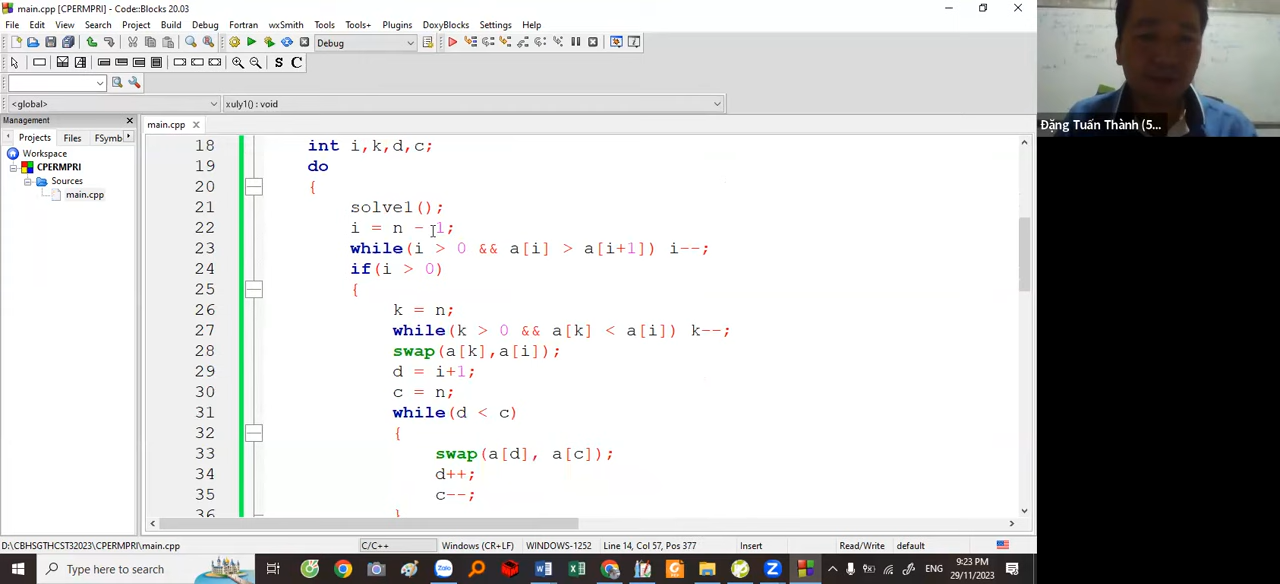 main.cpp [CPERMPRI] - Code::Blocks 20.03
File Edit View Search Project Build Debug Fortran wxSmith Tools Tools+ Plugins DoxyBlocks Settings Help
Debug
S C
<global>
xuly1() : void
Management
Projects Files FSymb
Workspace
CPERMPRI
Sources
main.cpp
main.cpp
18 int i,k,d,c;
19 do
20 {
21 solve1();
22 i = n - 1;
23 while(i > 0 && a[i] > a[i+1]) i--;
24 if(i > 0)
25 {
26 k = n;
27 while(k > 0 && a[k] < a[i]) k--;
28 swap(a[k],a[i]);
29 d = i+1;
30 c = n;
31 while(d < c)
32 {
33 swap(a[d], a[c]);
34 d++;
35 c--;
36 }
Đặng Tuấn Thành (5...
D:\CBHSGTHCST32023\CPERMPRI\main.cpp
C/C++
Windows (CR+LF)
WINDOWS-1252
Line 14, Col 57, Pos 377
Insert
Read/Write
default
Type here to search
Zalo
ENG
9:23 PM
29/11/2023